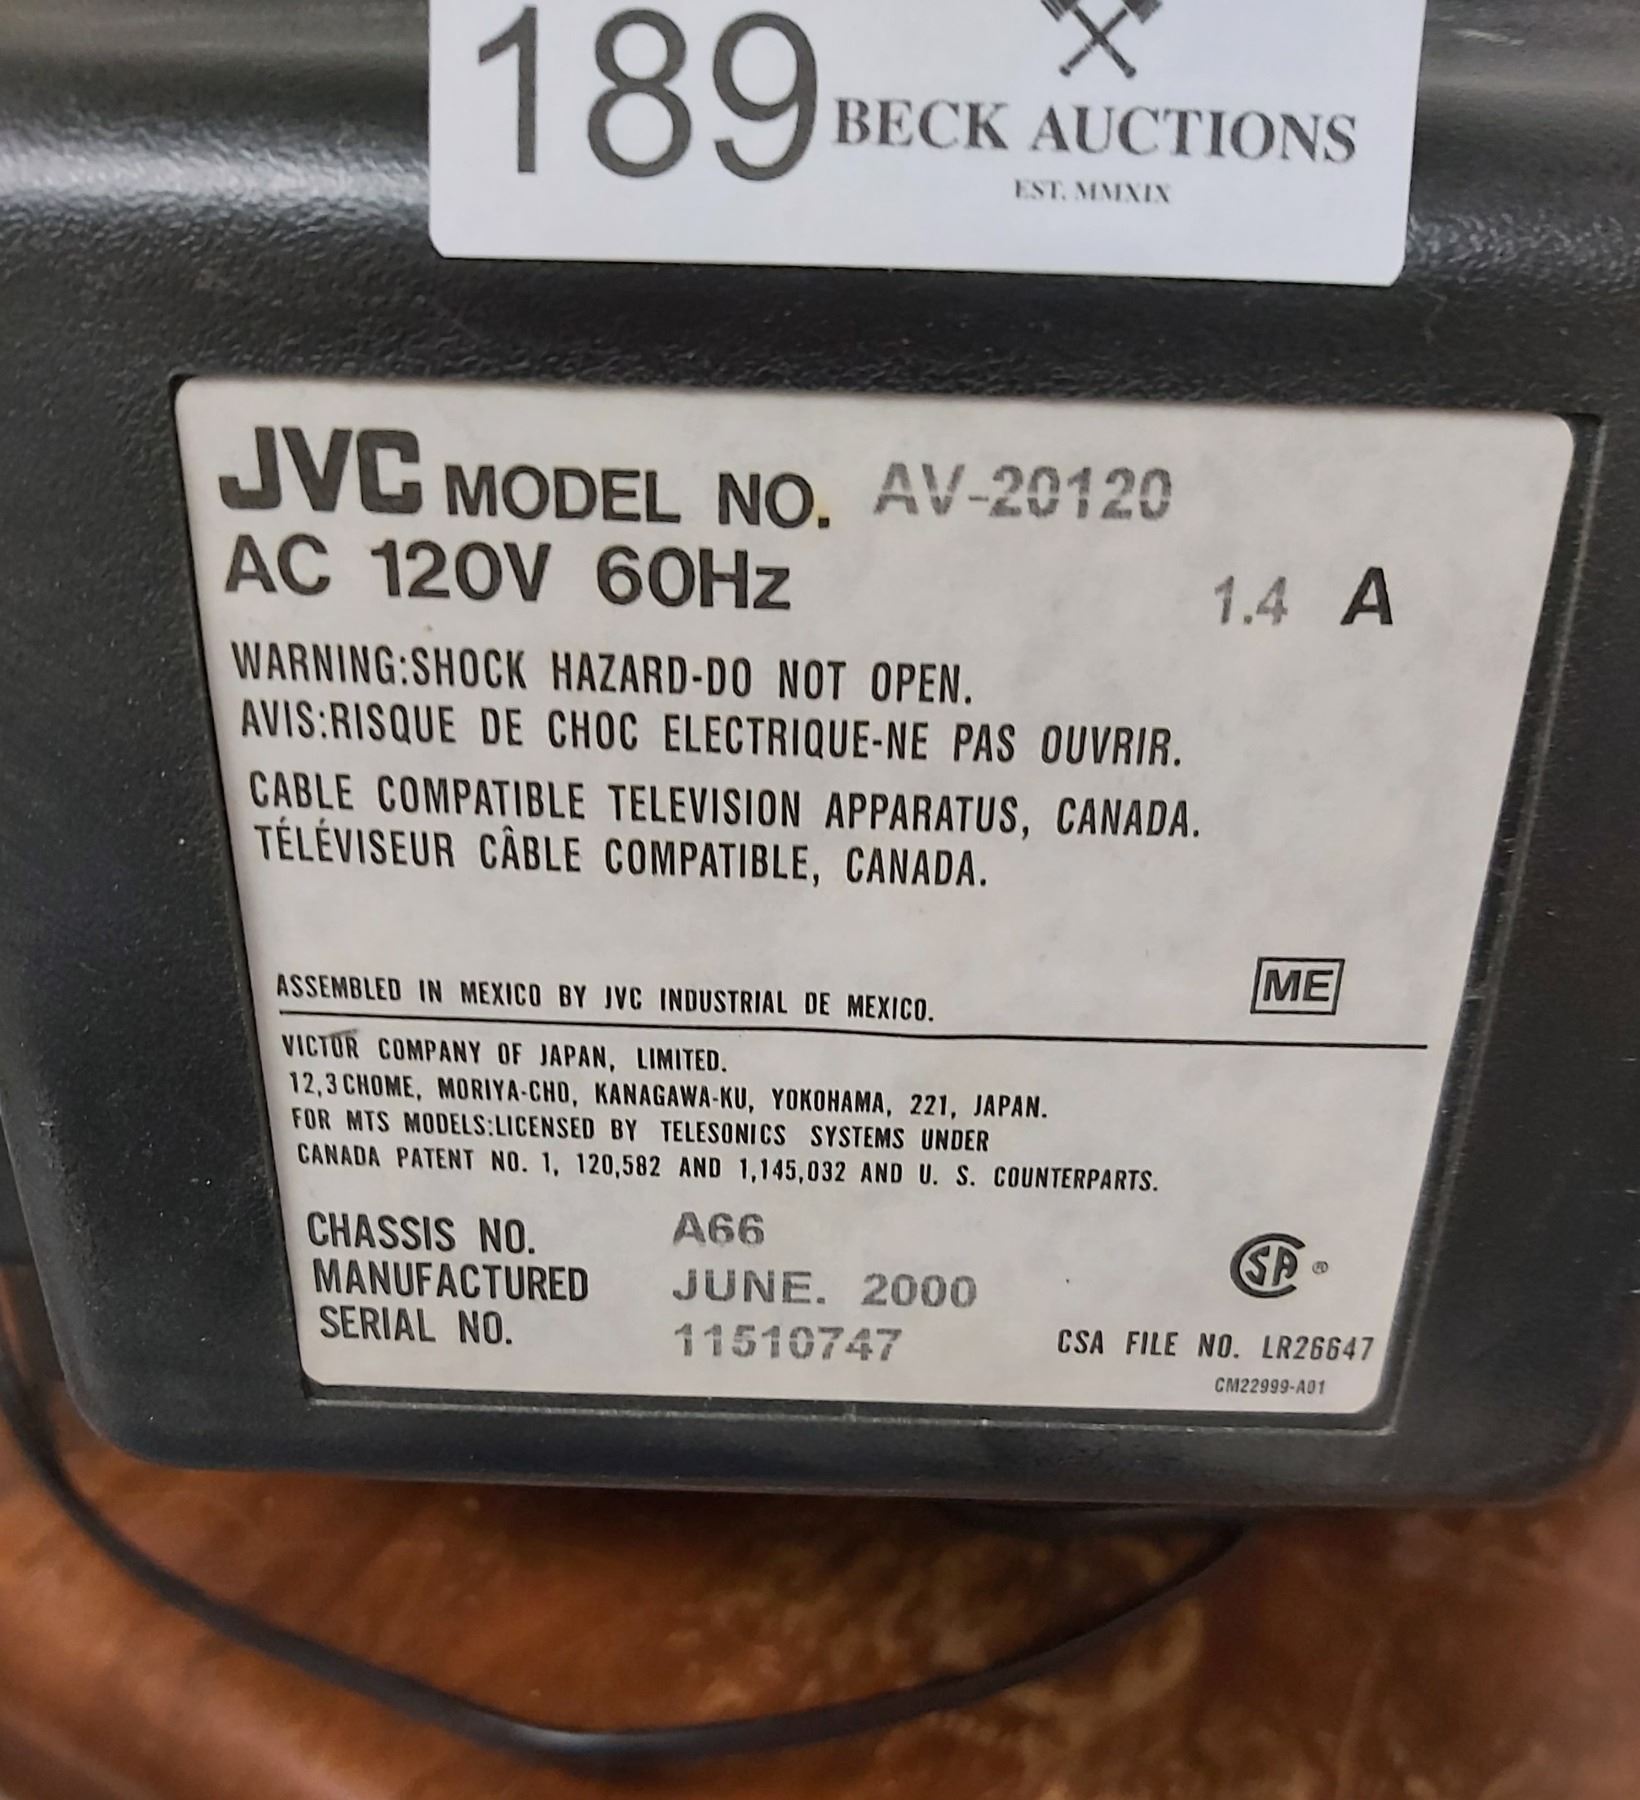 189 BECK AUCTIONS
EST. MMXIX
JVC MODEL NO. AV-20120
AC 120V 60Hz 1.4 A
WARNING:SHOCK HAZARD-DO NOT OPEN.
AVIS:RISQUE DE CHOC ELECTRIQUE-NE PAS OUVRIR.
CABLE COMPATIBLE TELEVISION APPARATUS, CANADA.
TÉLÉVISEUR CÂBLE COMPATIBLE, CANADA.
ME
ASSEMBLED IN MEXICO BY JVC INDUSTRIAL DE MEXICO.
VICTOR COMPANY OF JAPAN, LIMITED.
12,3 CHOME, MORIYA-CHO, KANAGAWA-KU, YOKOHAMA, 221, JAPAN.
FOR MTS MODELS:LICENSED BY TELESONICS SYSTEMS UNDER
CANADA PATENT NO. 1, 120,582 AND 1,145,032 AND U. S. COUNTERPARTS.
CHASSIS NO. A66
MANUFACTURED JUNE. 2000
SERIAL NO. 11510747
SA ®
CSA FILE NO. LR26647
CM22999-A01